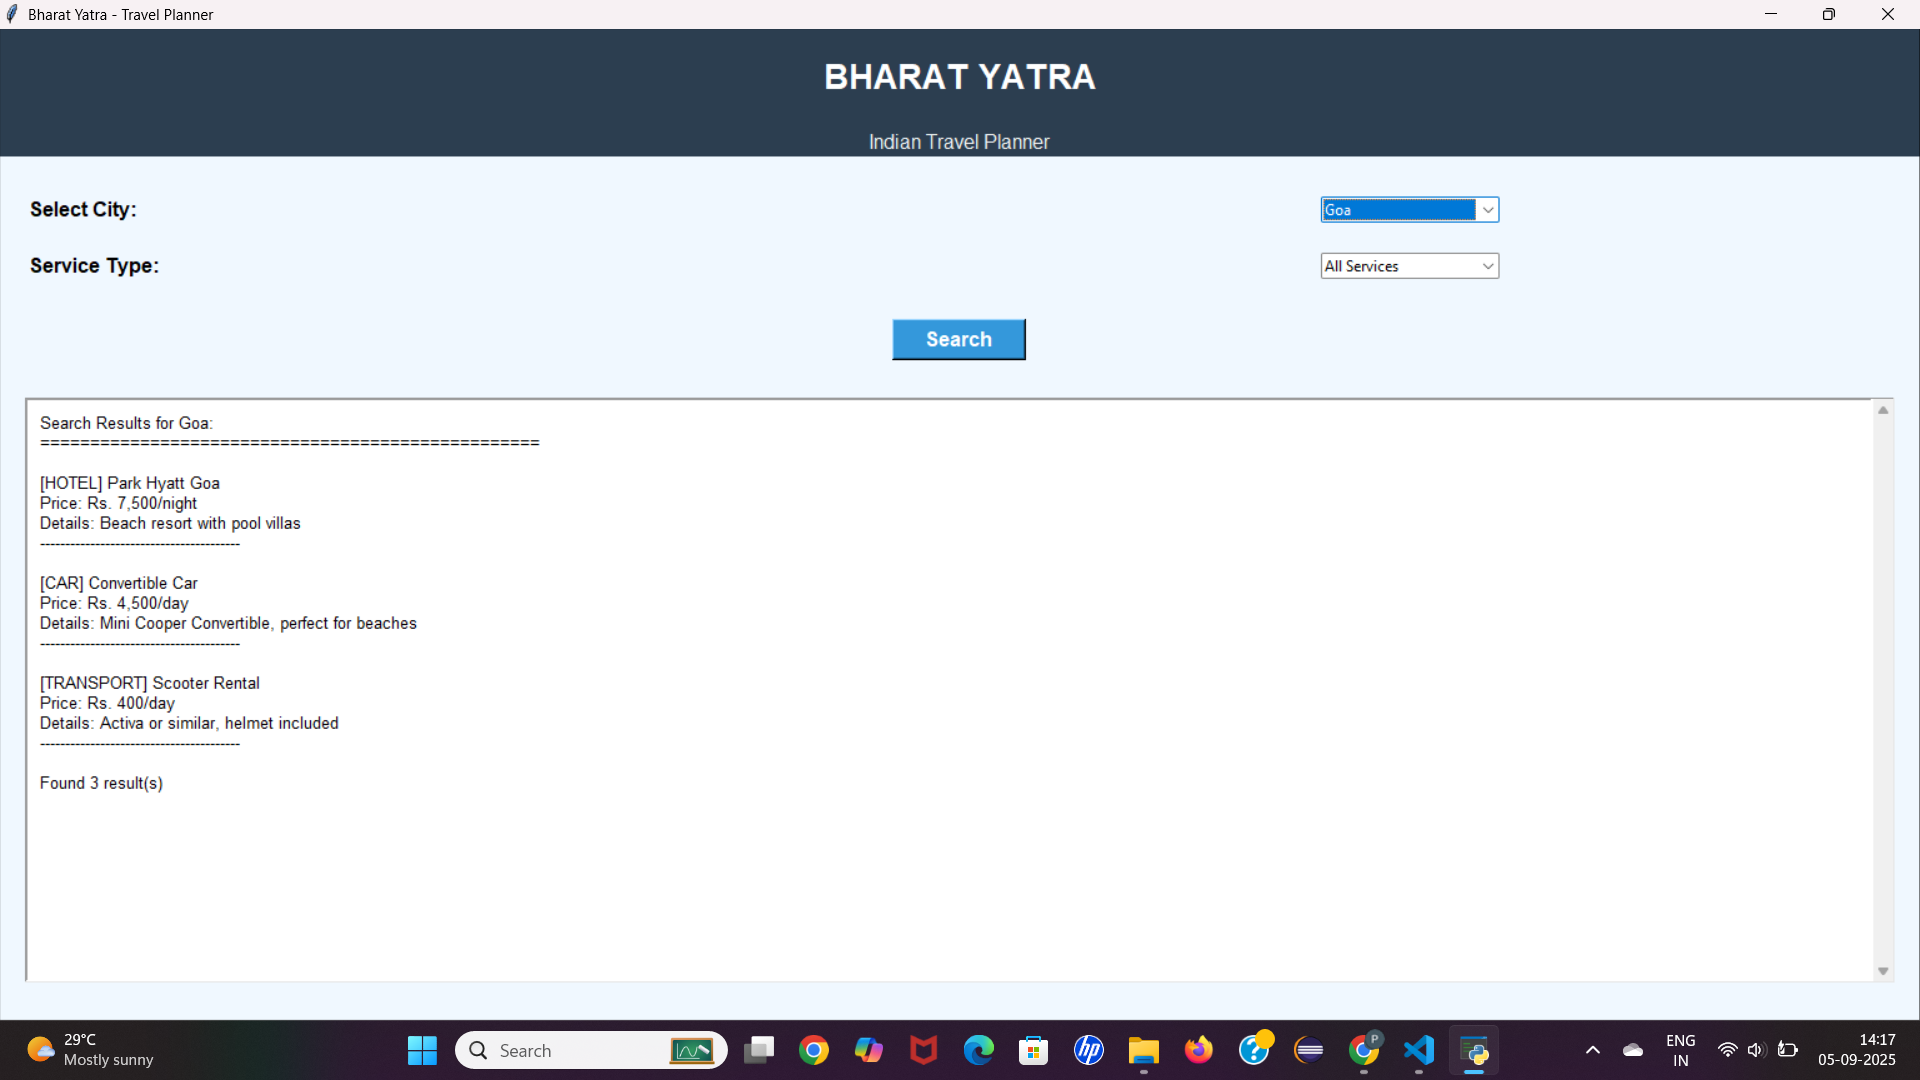 Bharat Yatra - Travel Planner
BHARAT YATRA
Indian Travel Planner
Select City:
Goa
Service Type:
All Services
Search
Search Results for Goa:
==================================================
[HOTEL] Park Hyatt Goa
Price: Rs. 7,500/night
Details: Beach resort with pool villas
----------------------------------------
[CAR] Convertible Car
Price: Rs. 4,500/day
Details: Mini Cooper Convertible, perfect for beaches
----------------------------------------
[TRANSPORT] Scooter Rental
Price: Rs. 400/day
Details: Activa or similar, helmet included
----------------------------------------
Found 3 result(s)
29°C
Mostly sunny
Search
hp
?
P
ENG
IN
14:17
05-09-2025